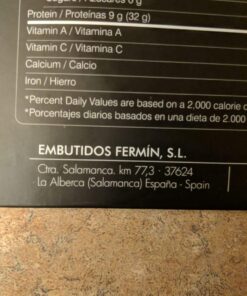 Protein / Proteínas 9 g (32 g)
Vitamin A / Vitamina A
Vitamin C / Vitamina C
Calcium / Calcio
Iron / Hierro
*Percent Daily Values are based on a 2,000 calorie
*Porcentajes diarios basados en una dieta de 2.000
EMBUTIDOS FERMÍN, S.L.
Ctra. Salamanca. km 77,3 · 37624
La Alberca (Salamanca) España - Spain